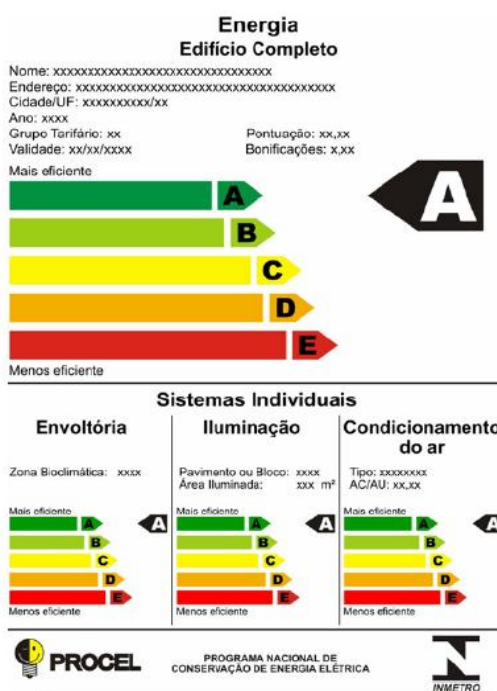 Energia
Edifício Completo
Nome: xxxxxxxxxxxxxxxxxxxxxxxxxxxxxxxx
Endereço: xxxxxxxxxxxxxxxxxxxxxxxxxxxxxxxxxxxxxx
Cidade/UF: xxxxxxxxxx/xx
Ano: xxxx
Grupo Tarifário: xx Pontuação: xx,xx
Validade: xx/xx/xxxx Bonificações: x,xx
Mais eficiente
A A
B
C
D
E
Menos eficiente
Sistemas Individuais
Envoltória
Zona Bioclimática: xxxx
Mais eficiente
A A
B
C
D
E
Menos eficiente
Iluminação
Pavimento ou Bloco: xxxx
Área Iluminada: xxx m²
Mais eficiente
A A
B
C
D
E
Menos eficiente
Condicionamento
do ar
Tipo: xxxxxxxx
AC/AU: xx,xx
Mais eficiente
A A
B
C
D
E
Menos eficiente
PROCEL
PROGRAMA NACIONAL DE
CONSERVAÇÃO DE ENERGIA ELÉTRICA
INMETRO